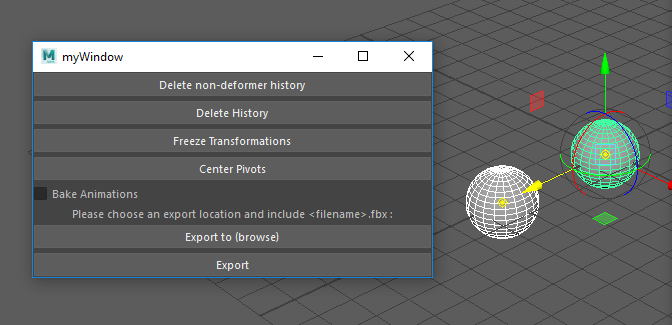 myWindow
Delete non-deformer history
Delete History
Freeze Transformations
Center Pivots
Bake Animations
Please choose an export location and include <filename>.fbx :
Export to (browse)
Export